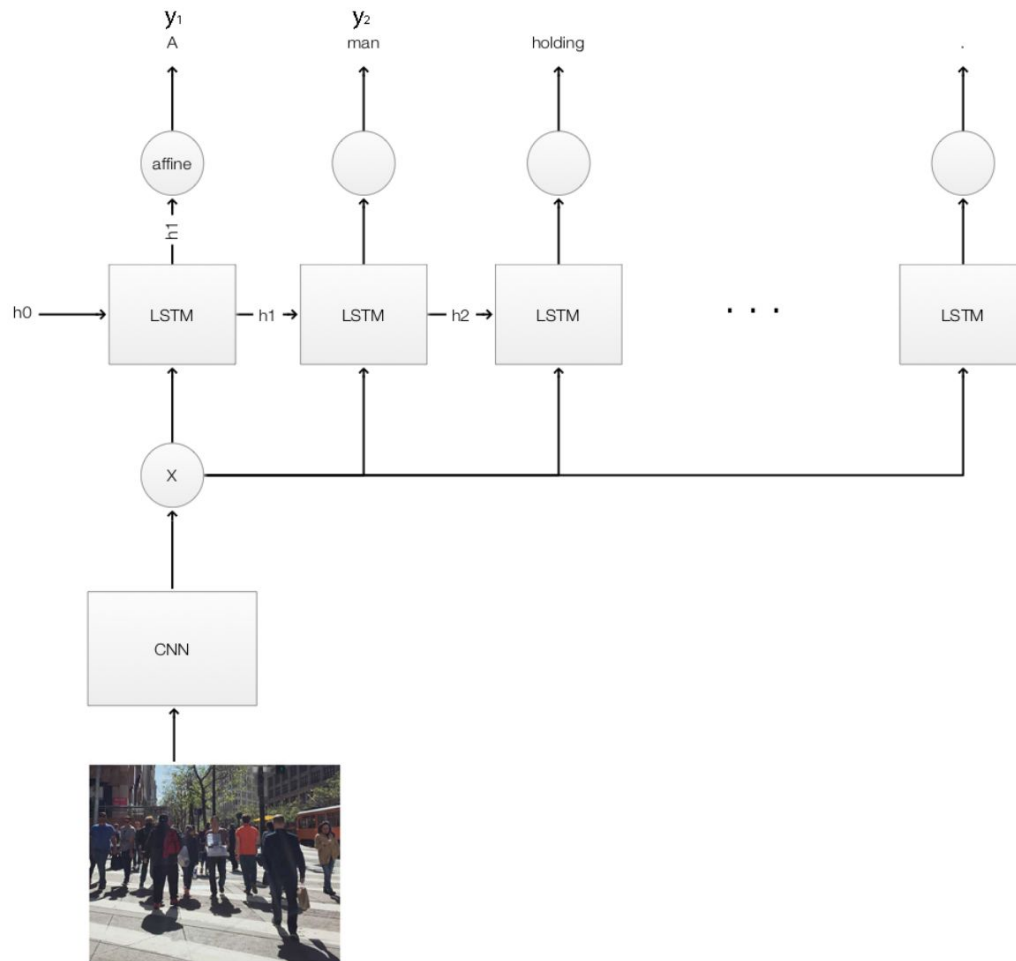 y₁ y₂
A man holding .
affine
h1
h0 LSTM h1 LSTM h2 LSTM . . . LSTM
X
CNN